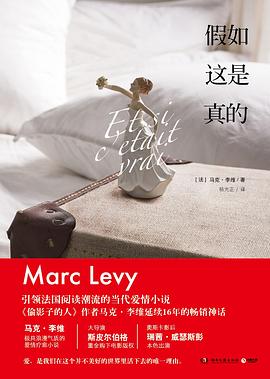 假如
这是
真的
Et si
c'était
vrai
［法］马克·李维 / 著
杨光正 / 译
Marc Levy
引领法国阅读潮流的当代爱情小说
《偷影子的人》作者马克·李维延续16年的畅销神话
马克·李维
极具浪漫气质的
爱情疗愈小说
大导演
斯皮尔伯格
重金购下电影版权
奥斯卡影后
瑞茜·威瑟斯彭
本色出演
爱，是我们在这个并不美好的世界里活下去的唯一理由。